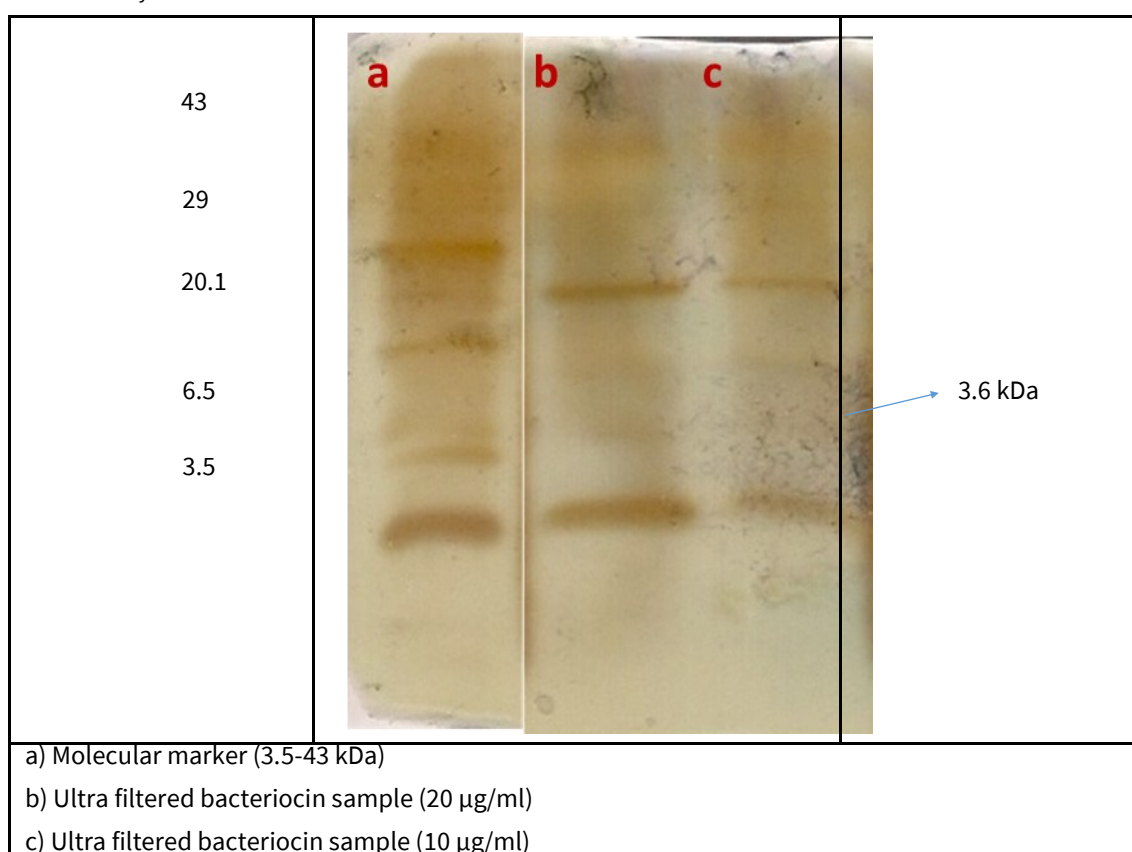 a
b
c
43
29
20.1
6.5
3.5
3.6 kDa
a) Molecular marker (3.5-43 kDa)
b) Ultra filtered bacteriocin sample (20 µg/ml)
c) Ultra filtered bacteriocin sample (10 µg/ml)